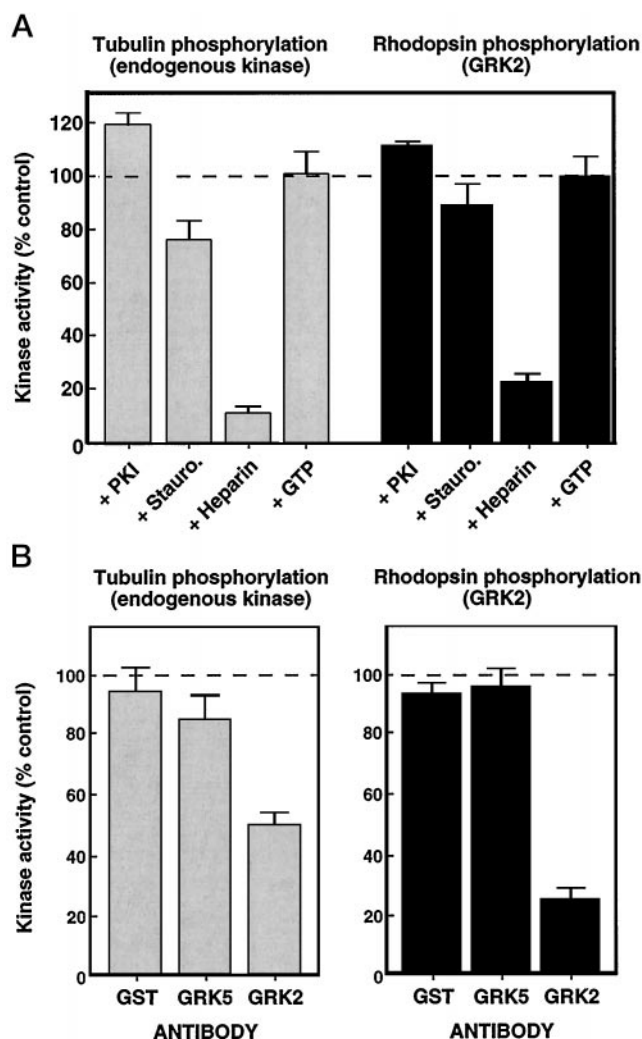 A
Tubulin phosphorylation
(endogenous kinase)
Rhodopsin phosphorylation
(GRK2)
Kinase activity (% control)
120
100
80
60
40
20
0
+ PKI
+ Stauro.
+ Heparin
+ GTP
+ PKI
+ Stauro.
+ Heparin
+ GTP
B
Tubulin phosphorylation
(endogenous kinase)
Rhodopsin phosphorylation
(GRK2)
Kinase activity (% control)
100
80
60
40
20
0
100
80
60
40
20
0
GST GRK5 GRK2
GST GRK5 GRK2
ANTIBODY
ANTIBODY